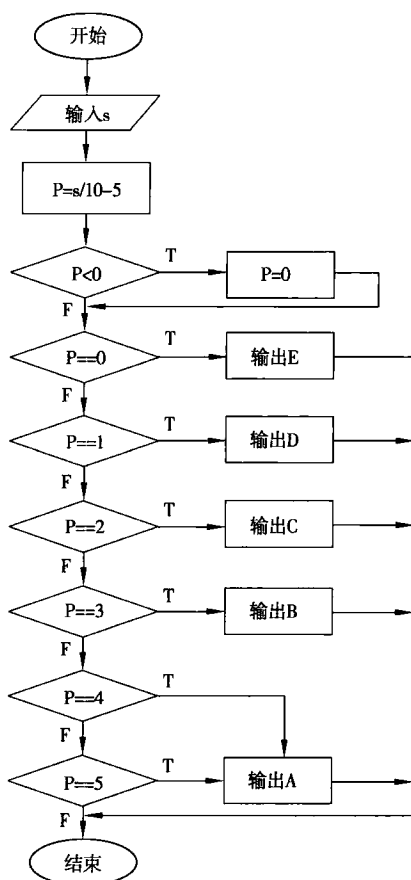 开始
输入s
P=s/10-5
P<0
T
P=0
F
P==0
T
输出E
F
P==1
T
输出D
F
P==2
T
输出C
F
P==3
T
输出B
F
P==4
T
F
P==5
T
输出A
F
结束